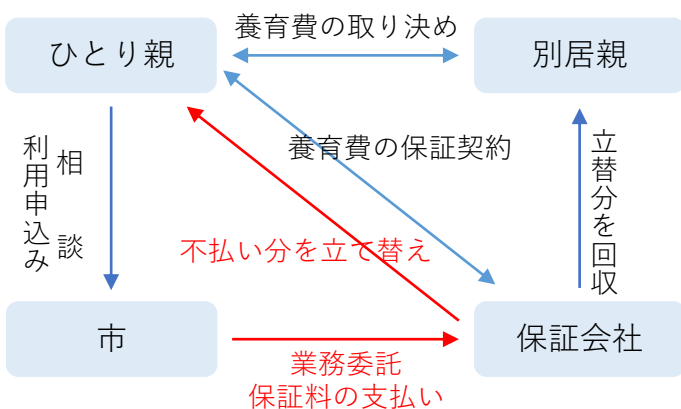 養育費の取り決め
ひとり親
別居親
養育費の保証契約
相談
利用申込み
立替分を回収
不払い分を立て替え
市
保証会社
業務委託
保証料の支払い